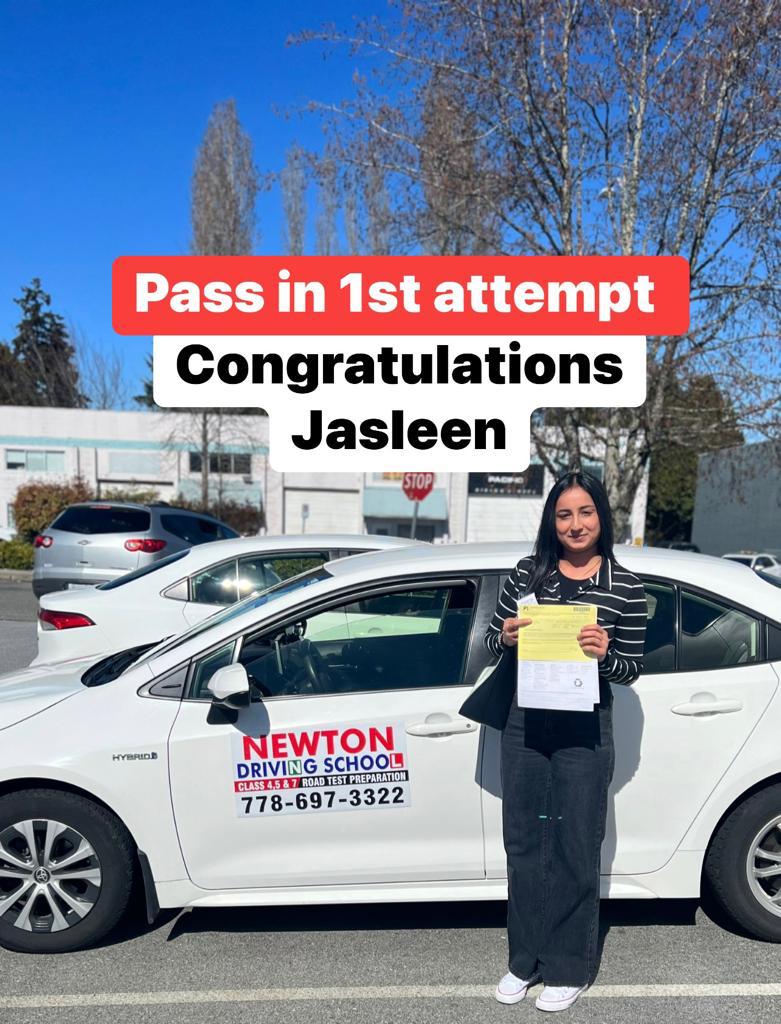 Pass in 1st attempt
Congratulations
Jasleen
STOP
PACIFIC
HYBRID
NEWTON
DRIVING SCHOOL
CLASS 4,5 & 7 ROAD TEST PREPARATION
778-697-3322